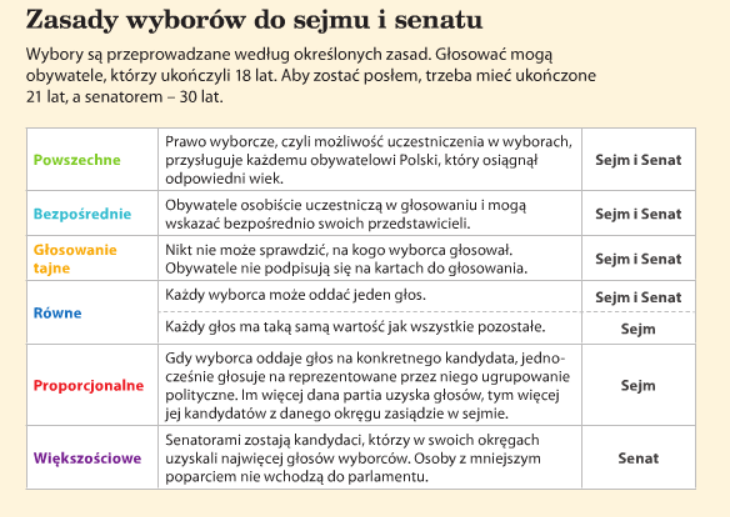 Zasady wyborów do sejmu i senatu
Wybory są przeprowadzane według określonych zasad. Głosować mogą
obywatele, którzy ukończyli 18 lat. Aby zostać posłem, trzeba mieć ukończone
21 lat, a senatorem – 30 lat.
Powszechne
Prawo wyborcze, czyli możliwość uczestniczenia w wyborach,
przysługuje każdemu obywatelowi Polski, który osiągnął
odpowiedni wiek.
Sejm i Senat
Bezpośrednie
Obywatele osobiście uczestniczą w głosowaniu i mogą
wskazać bezpośrednio swoich przedstawicieli.
Sejm i Senat
Głosowanie
tajne
Nikt nie może sprawdzić, na kogo wyborca głosował.
Obywatele nie podpisują się na kartach do głosowania.
Sejm i Senat
Równe
Każdy wyborca może oddać jeden głos.
Sejm i Senat
Każdy głos ma taką samą wartość jak wszystkie pozostałe.
Sejm
Proporcjonalne
Gdy wyborca oddaje głos na konkretnego kandydata, jedno-
cześnie głosuje na reprezentowane przez niego ugrupowanie
polityczne. Im więcej dana partia uzyska głosów, tym więcej
jej kandydatów z danego okręgu zasiądzie w sejmie.
Sejm
Większościowe
Senatorami zostają kandydaci, którzy w swoich okręgach
uzyskali najwięcej głosów wyborców. Osoby z mniejszym
poparciem nie wchodzą do parlamentu.
Senat